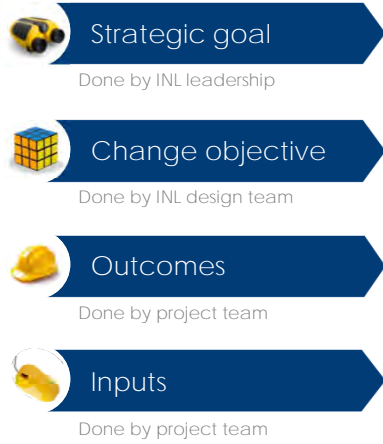 Strategic goal
Done by INL leadership
Change objective
Done by INL design team
Outcomes
Done by project team
Inputs
Done by project team